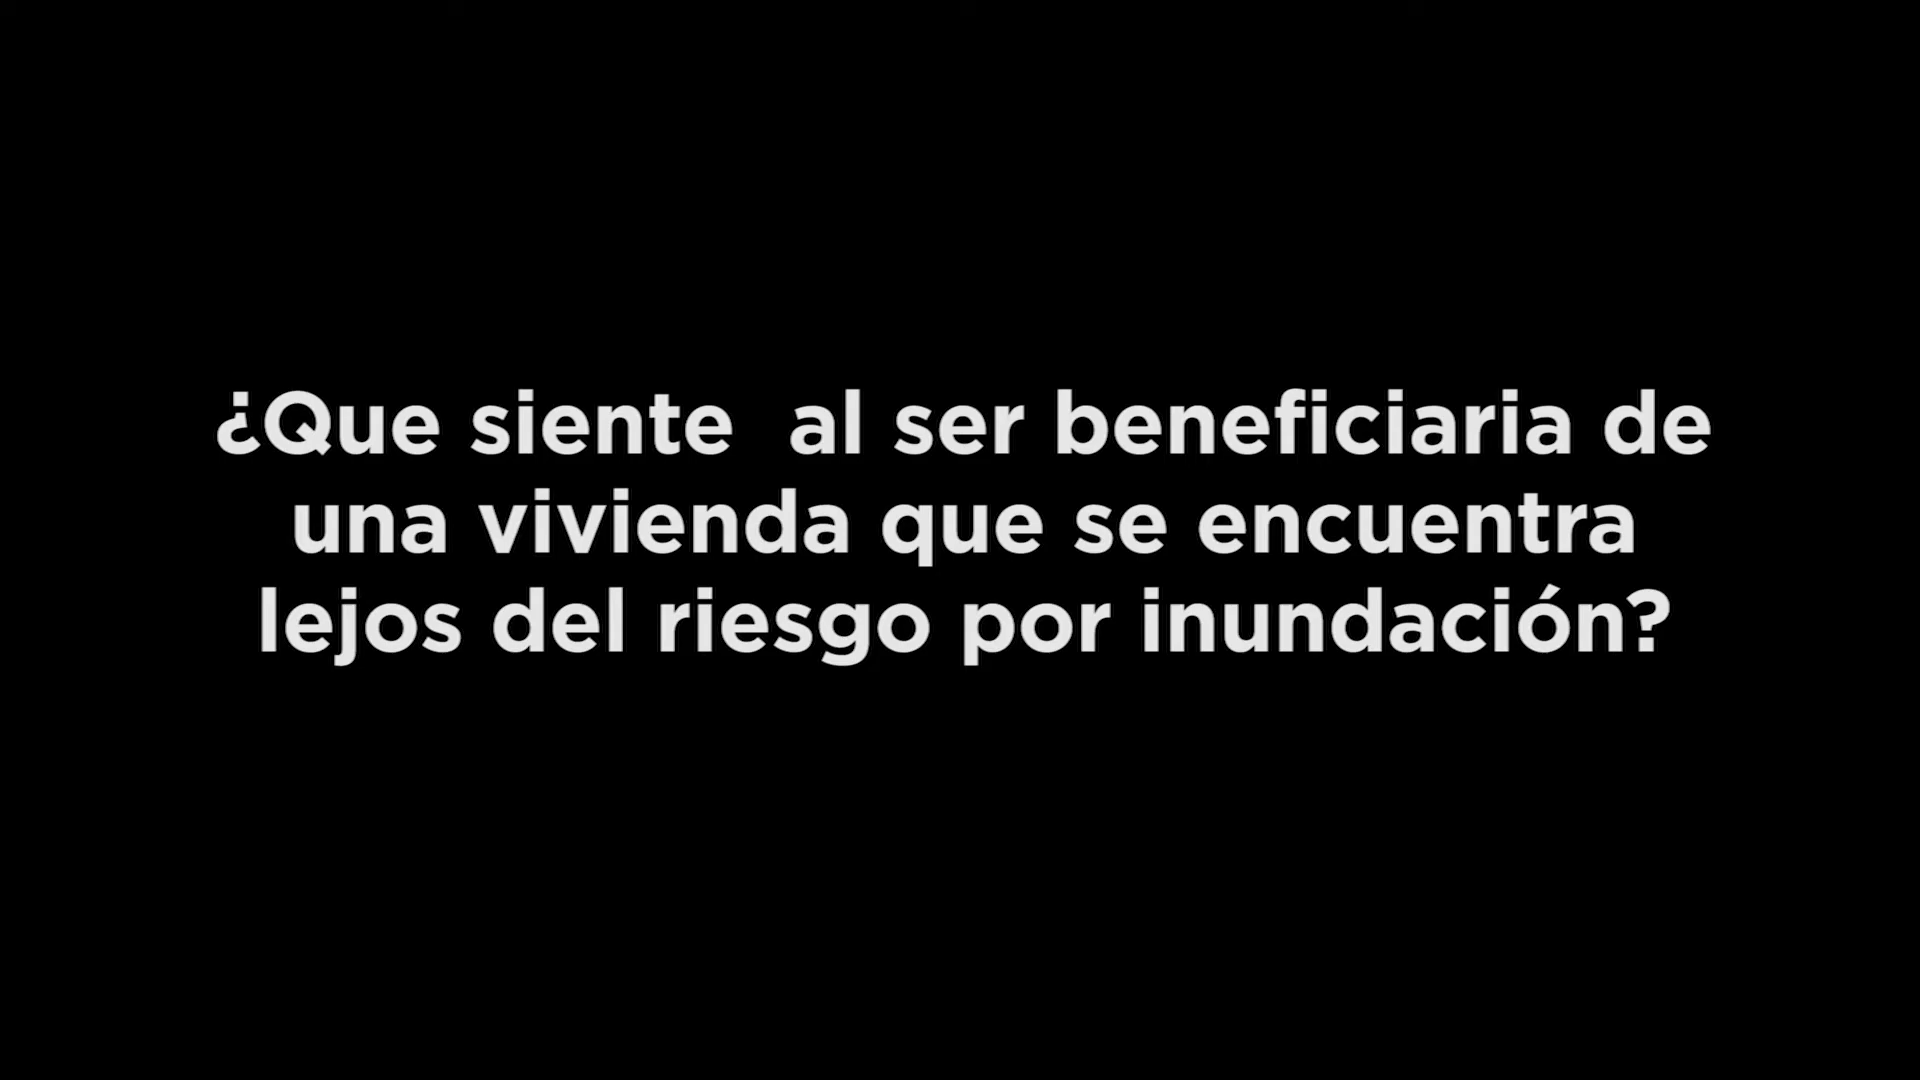 ¿Que siente  al ser beneficiaria de
una vivienda que se encuentra
lejos del riesgo por inundación?